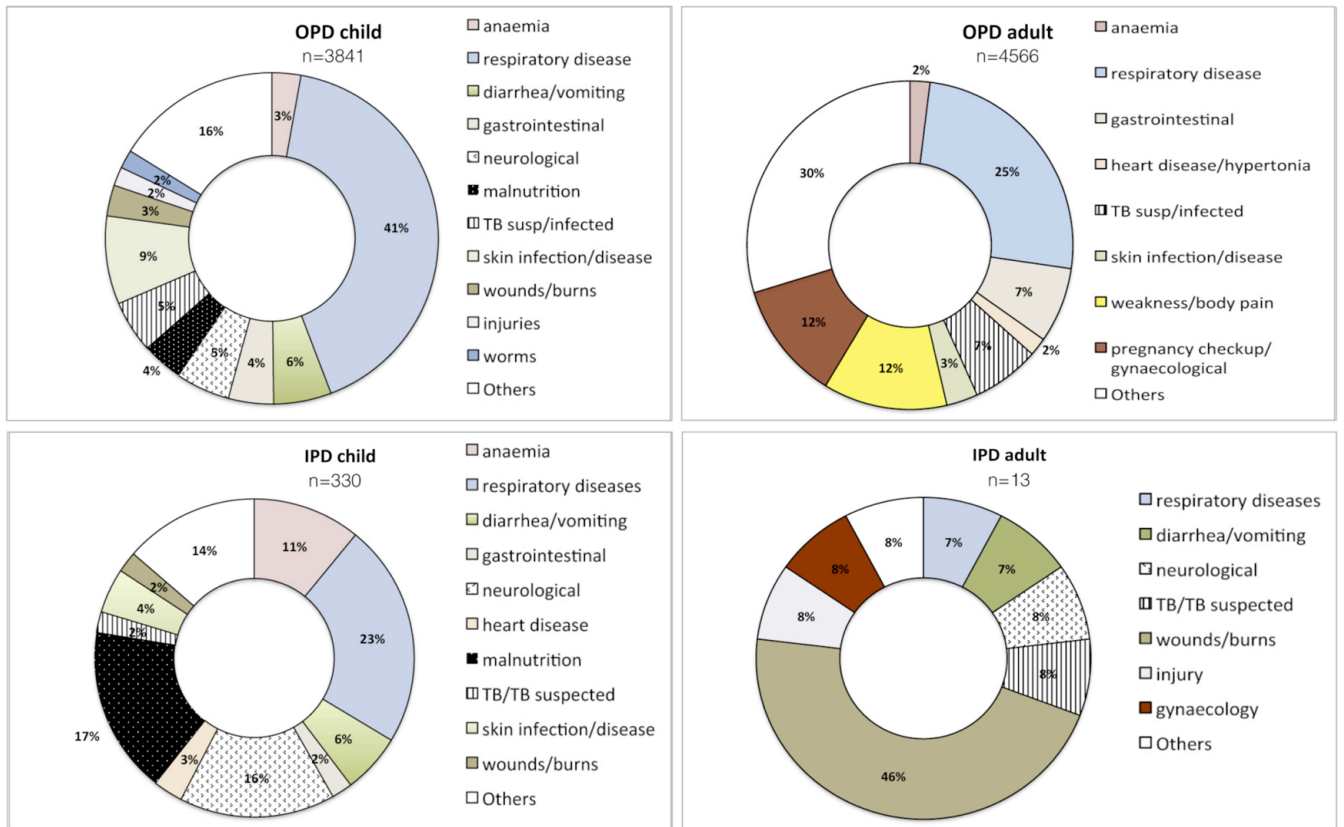 OPD child
n=3841
3%
41%
6%
4%
5%
4%
5%
9%
3%
2%
2%
16%
anaemia
respiratory disease
diarrhea/vomiting
gastrointestinal
neurological
malnutrition
TB susp/infected
skin infection/disease
wounds/burns
injuries
worms
Others
OPD adult
n=4566
2%
25%
7%
2%
7%
3%
12%
12%
30%
anaemia
respiratory disease
gastrointestinal
heart disease/hypertonia
TB susp/infected
skin infection/disease
weakness/body pain
pregnancy checkup/
gynaecological
Others
IPD child
n=330
11%
23%
6%
2%
16%
3%
17%
2%
4%
2%
14%
anaemia
respiratory diseases
diarrhea/vomiting
gastrointestinal
neurological
heart disease
malnutrition
TB/TB suspected
skin infection/disease
wounds/burns
Others
IPD adult
n=13
7%
7%
8%
8%
46%
8%
8%
8%
respiratory diseases
diarrhea/vomiting
neurological
TB/TB suspected
wounds/burns
injury
gynaecology
Others